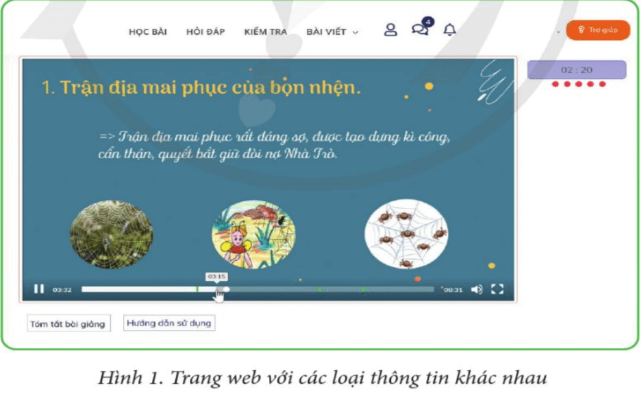 HỌC BÀI HỎI ĐÁP KIỂM TRA BÀI VIẾT 4 Trợ giúp
02 : 20
1. Trận địa mai phục của bọn nhện.
=> Trận địa mai phục rất đáng sợ, được tạo dựng kì công,
cẩn thận, quyết bắt giữ đòi nợ Nhà Trò.
03:15
03:32 00:31
Tóm tắt bài giảng Hướng dẫn sử dụng
Hình 1. Trang web với các loại thông tin khác nhau